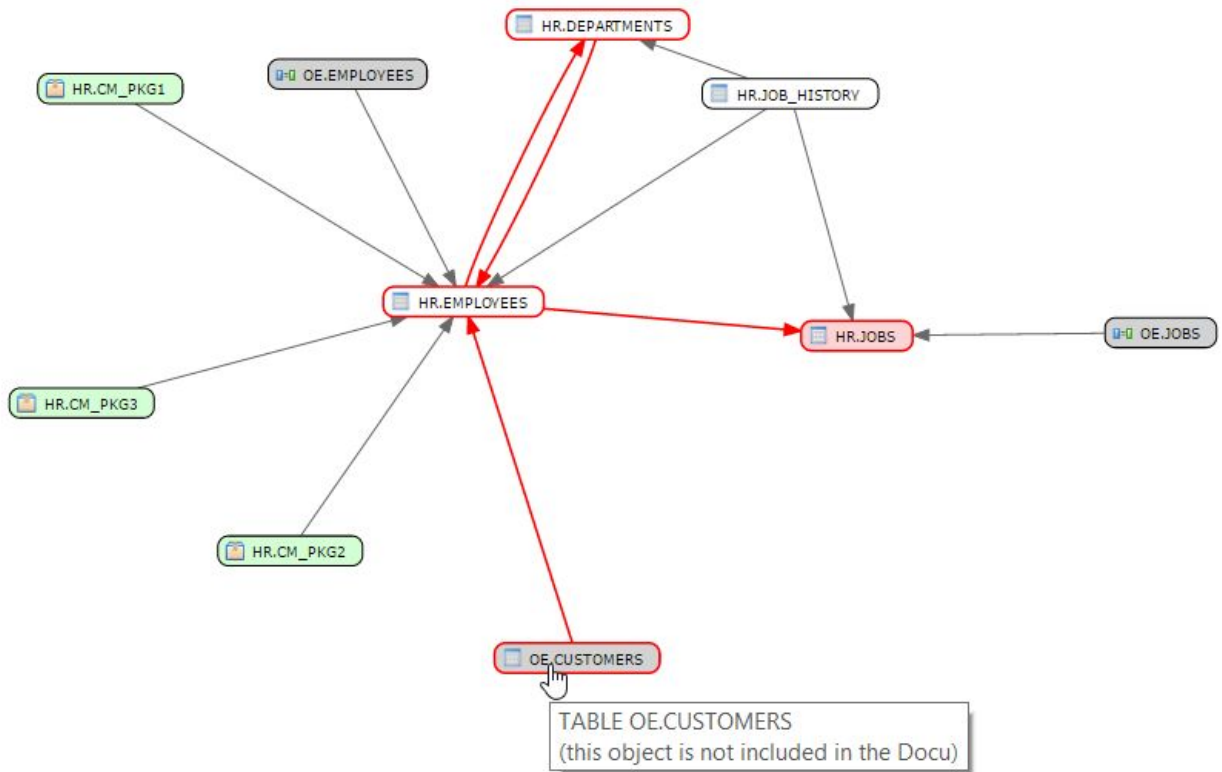 HR.DEPARTMENTS
OE.EMPLOYEES
HR.CM_PKG1
HR.JOB_HISTORY
HR.EMPLOYEES
HR.JOBS
OE.JOBS
HR.CM_PKG3
HR.CM_PKG2
OE.CUSTOMERS
TABLE OE.CUSTOMERS
(this object is not included in the Docu)